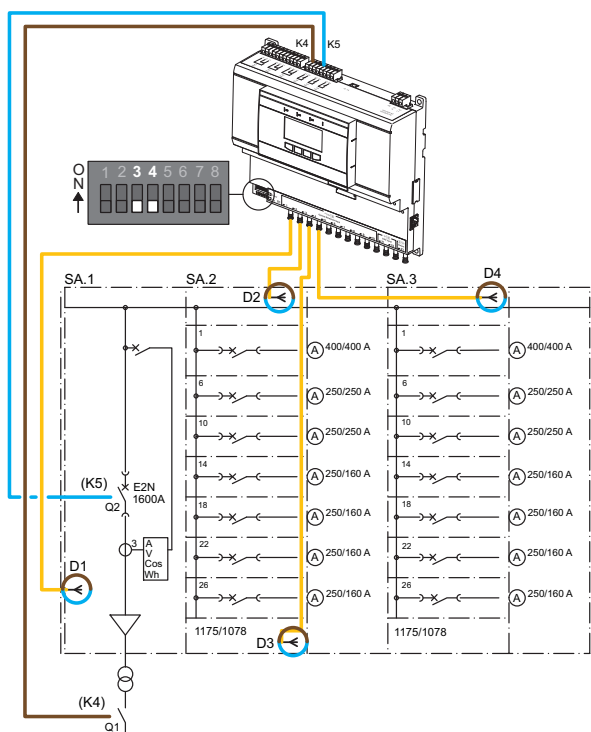 K4 K5
O
N
1 2 3 4 5 6 7 8
SA.1 SA.2 SA.3 D4
D2
1 A 400/400 A 1 A 400/400 A
6 A 250/250 A 6 A 250/250 A
10 A 250/250 A 10 A 250/250 A
14 A 250/160 A 14 A 250/160 A
18 A 250/160 A 18 A 250/160 A
22 A 250/160 A 22 A 250/160 A
26 A 250/160 A 26 A 250/160 A
1175/1078 1175/1078
(K5) E2N
1600A
Q2
3 A
V
Cos
Wh
D1
D3
(K4)
Q1